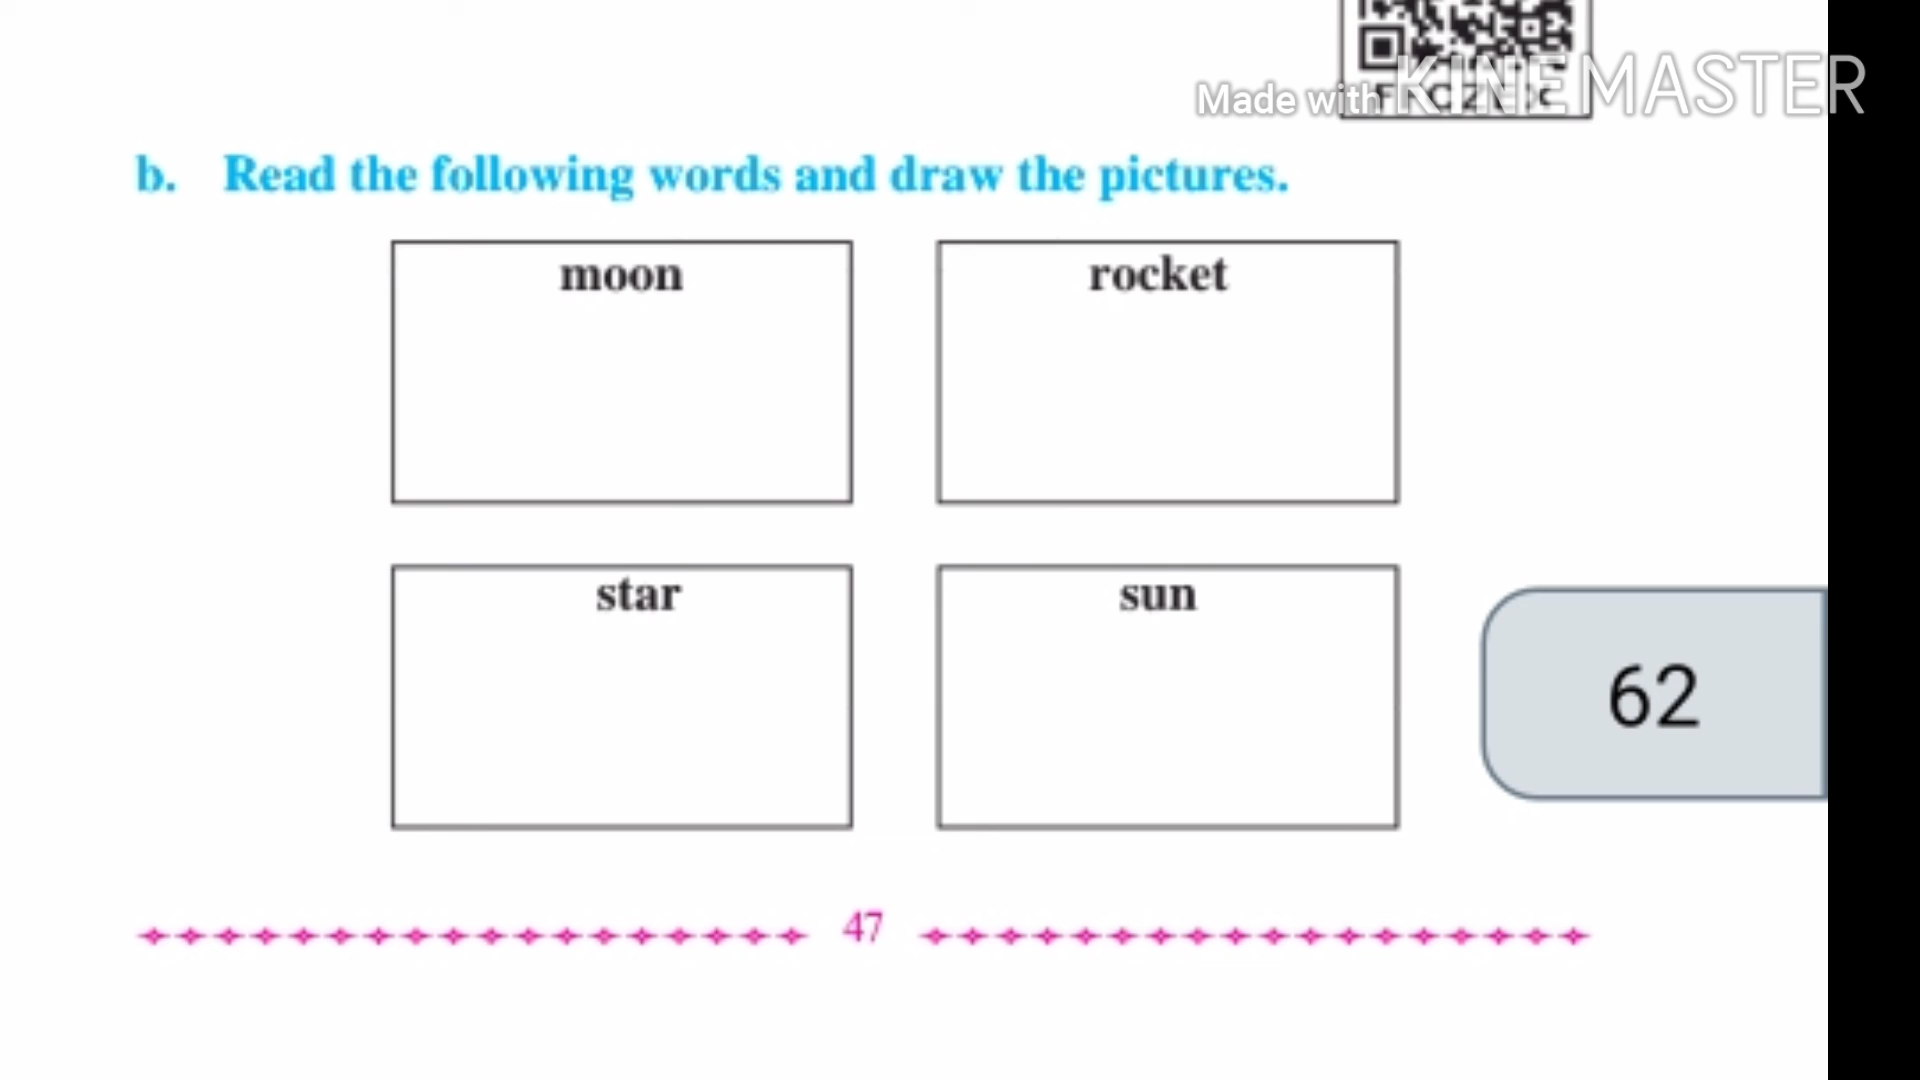 Made with KINEMASTER
b. Read the following words and draw the pictures.
moon rocket
star sun
62
47